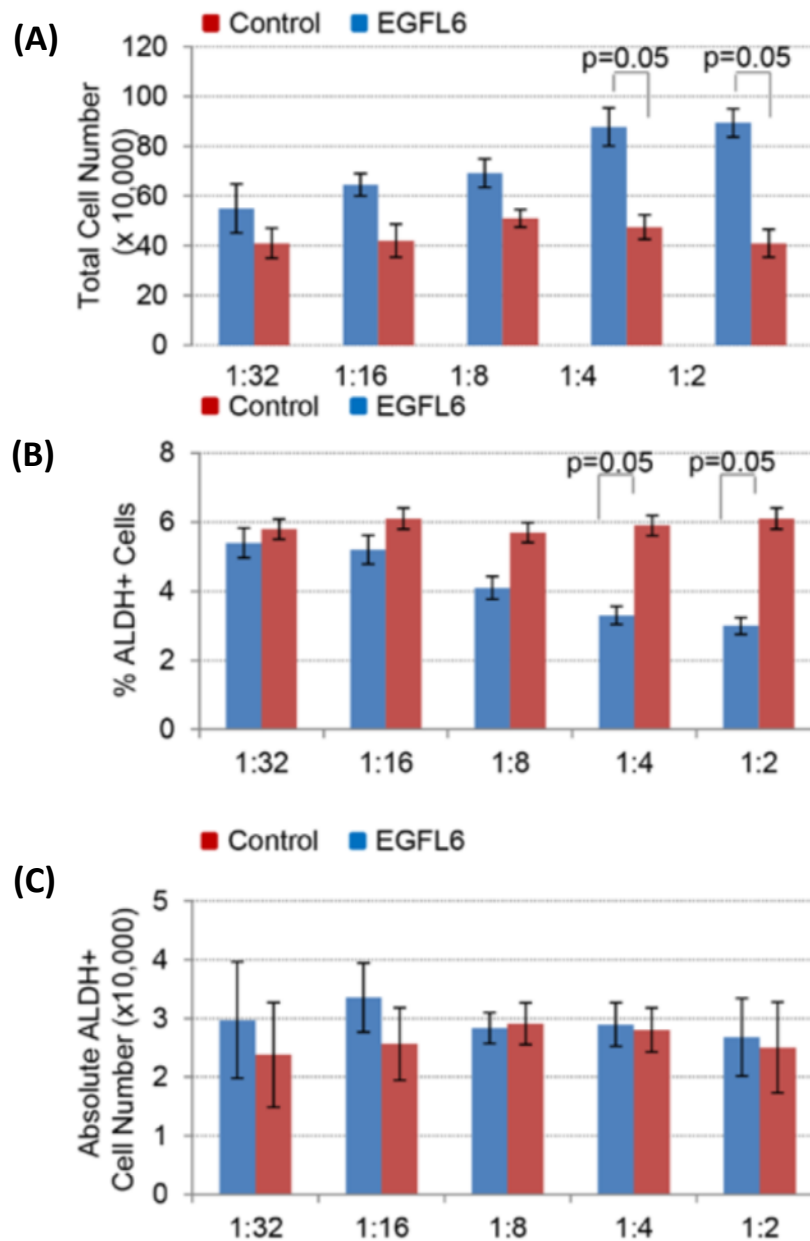 (A)
Control EGFL6
Total Cell Number
(x 10,000)
120
100
80
60
40
20
0
p=0.05 p=0.05
1:32 1:16 1:8 1:4 1:2
(B)
Control EGFL6
% ALDH+ Cells
8
6
4
2
0
p=0.05 p=0.05
1:32 1:16 1:8 1:4 1:2
(C)
Control EGFL6
Absolute ALDH+
Cell Number (x10,000)
5
4
3
2
1
0
1:32 1:16 1:8 1:4 1:2